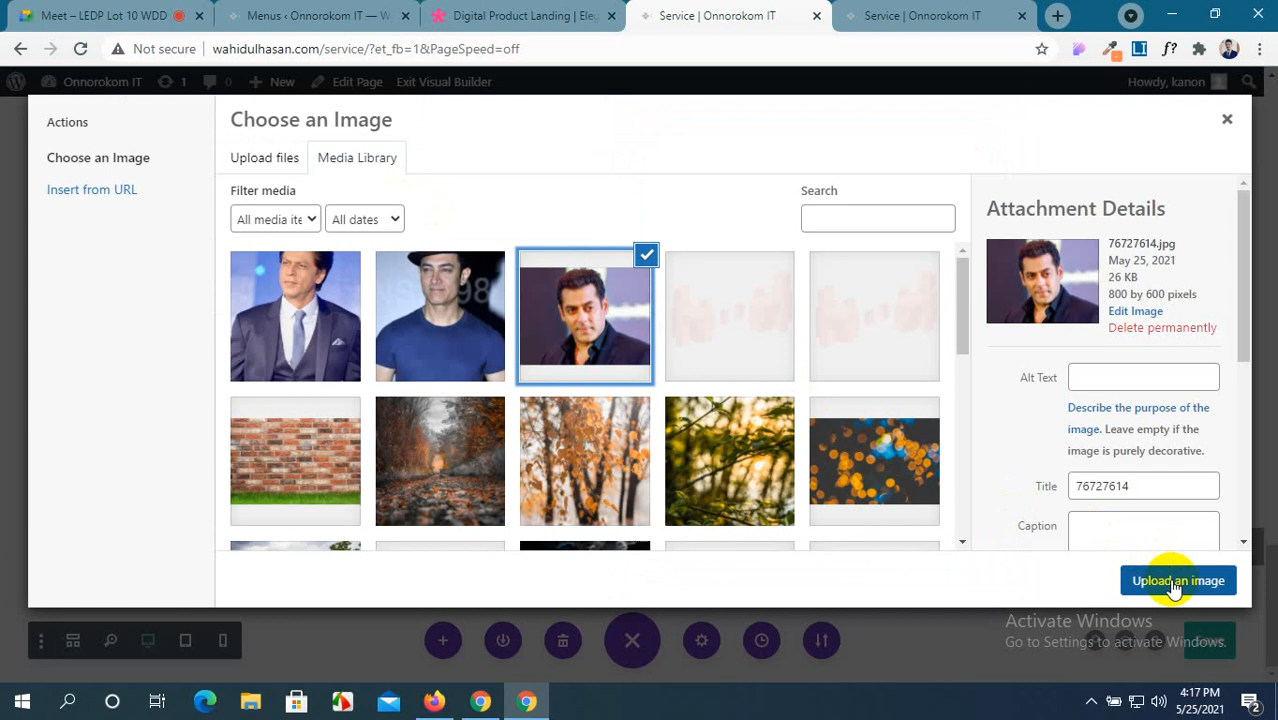 Meet – LEDP Lot 10 WDD
Menus ‹ Onnorokom IT — W
Digital Product Landing | Eleg
Service | Onnorokom IT
Service | Onnorokom IT
Not secure
wahidulhasan.com/service/?et_fb=1&PageSpeed=off
Onnorokom IT
1
0
New
Edit Page
Exit Visual Builder
Howdy, kanon
Actions
Choose an Image
Insert from URL
Choose an Image
Upload files
Media Library
Filter media
Search
All media ite
All dates
Attachment Details
76727614.jpg
May 25, 2021
26 KB
800 by 600 pixels
Edit Image
Delete permanently
Alt Text
Describe the purpose of the
image. Leave empty if the
image is purely decorative.
Title
76727614
Caption
Upload an image
Activate Windows
Go to Settings to activate Windows.
4:17 PM
5/25/2021
2